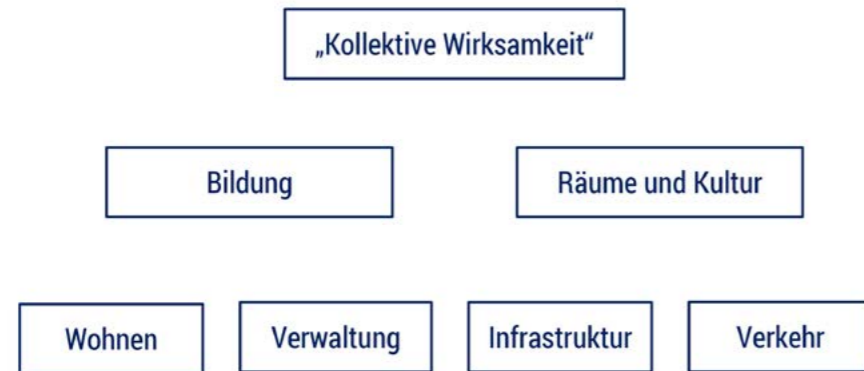 „Kollektive Wirksamkeit“
Bildung
Räume und Kultur
Wohnen
Verwaltung
Infrastruktur
Verkehr